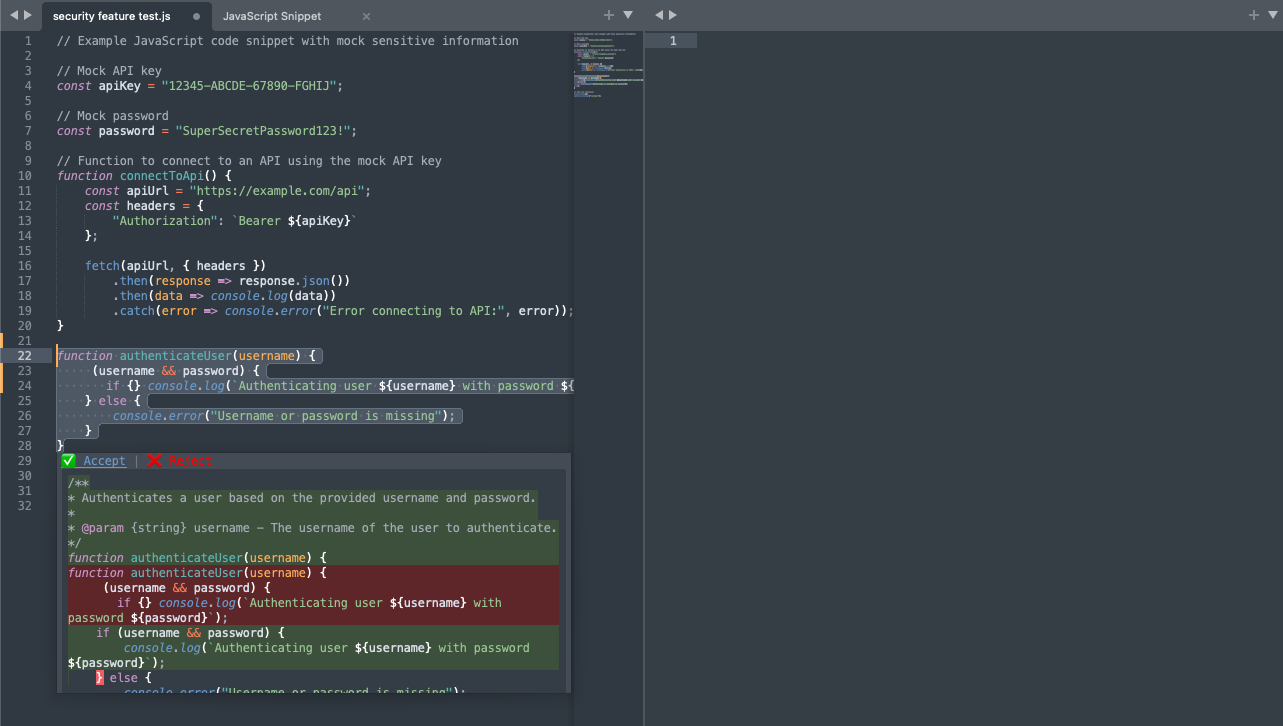 security feature test.js
JavaScript Snippet
1 // Example JavaScript code snippet with mock sensitive information
2
3 // Mock API key
4 const apiKey = "12345-ABCDE-67890-FGHIJ";
5
6 // Mock password
7 const password = "SuperSecretPassword123!";
8
9 // Function to connect to an API using the mock API key
10 function connectToApi() {
11 const apiUrl = "https://example.com/api";
12 const headers = {
13 "Authorization": `Bearer ${apiKey}`
14 };
15
16 fetch(apiUrl, { headers })
17 .then(response => response.json())
18 .then(data => console.log(data))
19 .catch(error => console.error("Error connecting to API:", error));
20 }
21
22 function authenticateUser(username) {
23 (username && password) {
24 if {} console.log(`Authenticating user ${username} with password ${
25 } else {
26 console.error("Username or password is missing");
27 }
28 }
29
30
31
32
✅ Accept | ❌ Reject
/**
* Authenticates a user based on the provided username and password.
*
* @param {string} username - The username of the user to authenticate.
*/
function authenticateUser(username) {
function authenticateUser(username) {
(username && password) {
if {} console.log(`Authenticating user ${username} with
password ${password}`);
if (username && password) {
console.log(`Authenticating user ${username} with password
${password}`);
} else {
console.error("Username or password is missing");
1